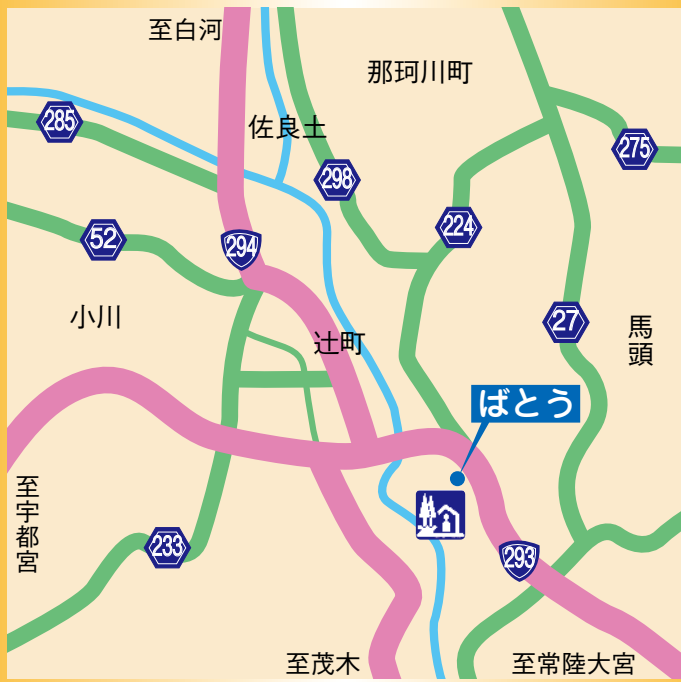 至白河
那珂川町
285
佐良土
275
298
224
52
294
小川
辻町
27
馬頭
ばとう
至宇都宮
233
293
至茂木
至常陸大宮